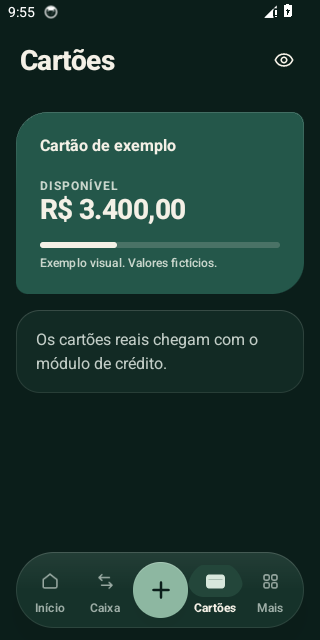 9:55
Cartões
Cartão de exemplo
DISPONÍVEL
R$ 3.400,00
Exemplo visual. Valores fictícios.
Os cartões reais chegam com o
módulo de crédito.
Início Caixa Cartões Mais